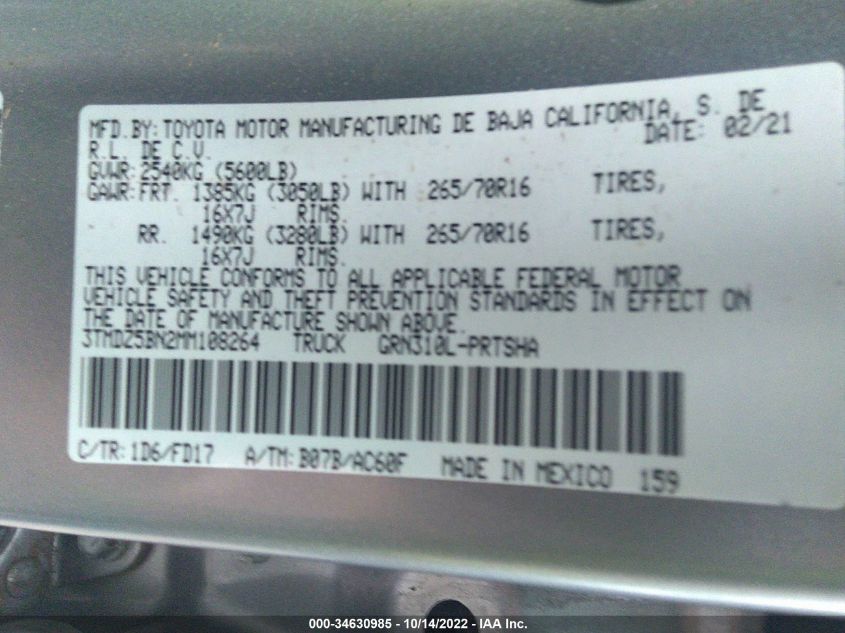 MFD.BY:TOYOTA MOTOR MANUFACTURING DE BAJA CALIFORNIA, S. DE
R.L. DE C.V. DATE: 02/21
GVWR:2540KG (5600LB)
GAWR:FRT. 1385KG (3050LB) WITH 265/70R16 TIRES,
16X7J RIMS.
RR. 1490KG (3280LB) WITH 265/70R16 TIRES,
16X7J RIMS.
THIS VEHICLE CONFORMS TO ALL APPLICABLE FEDERAL MOTOR
VEHICLE SAFETY AND THEFT PREVENTION STANDARDS IN EFFECT ON
THE DATE OF MANUFACTURE SHOWN ABOVE.
3TMDZ5BN2MM108264 TRUCK GRN310L-PRTSHA
C/TR:1D6/FD17 A/TM:B07B/AC60F MADE IN MEXICO 159
000-34630985 / 10/14/2022 - IAA Inc.